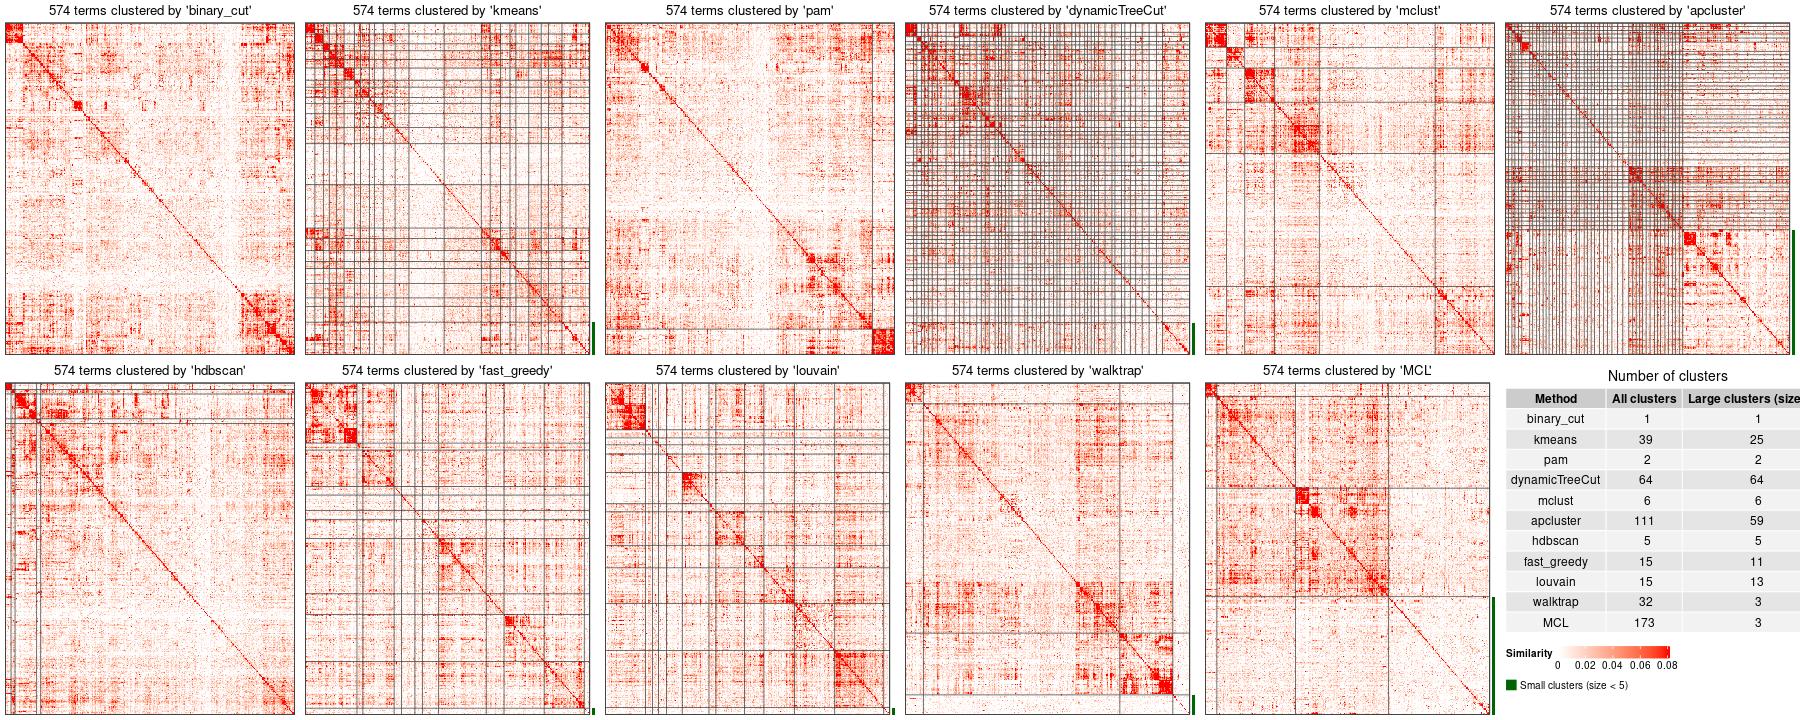 574 terms clustered by 'binary_cut'
574 terms clustered by 'kmeans'
574 terms clustered by 'pam'
574 terms clustered by 'dynamicTreeCut'
574 terms clustered by 'mclust'
574 terms clustered by 'apcluster'
574 terms clustered by 'hdbscan'
574 terms clustered by 'fast_greedy'
574 terms clustered by 'louvain'
574 terms clustered by 'walktrap'
574 terms clustered by 'MCL'
Number of clusters
Method All clusters Large clusters (size
binary_cut 1 1
kmeans 39 25
pam 2 2
dynamicTreeCut 64 64
mclust 6 6
apcluster 111 59
hdbscan 5 5
fast_greedy 15 11
louvain 15 13
walktrap 32 3
MCL 173 3
Similarity
0 0.02 0.04 0.06 0.08
Small clusters (size < 5)